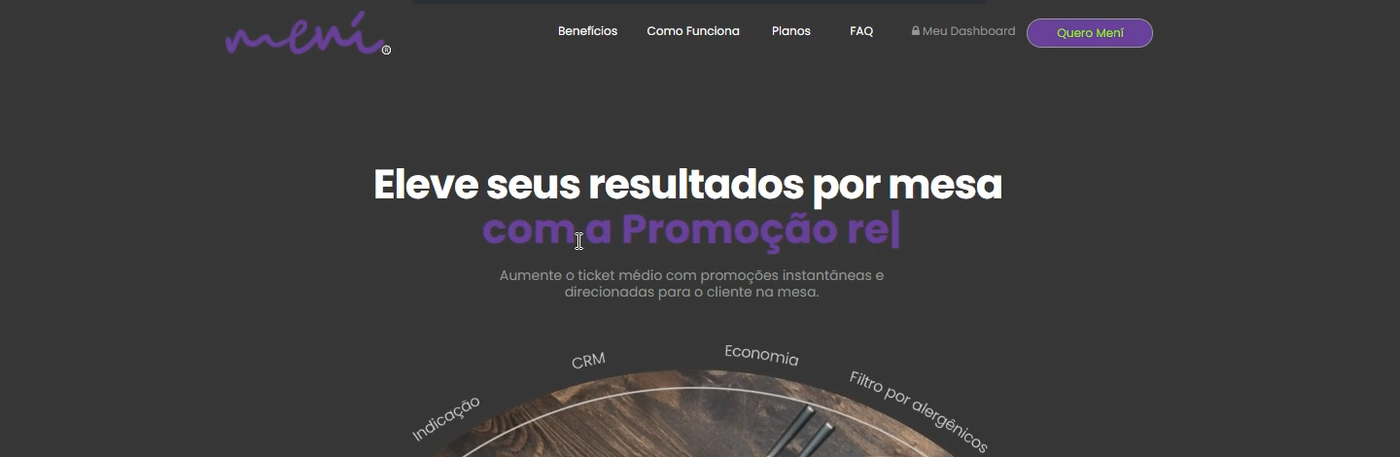 mení®
Benefícios Como Funciona Planos FAQ Meu Dashboard Quero Mení
Eleve seus resultados por mesa
com a Promoção rel
Aumente o ticket médio com promoções instantâneas e
direcionadas para o cliente na mesa.
Indicação
CRM
Economia
Filtro por alergênicos